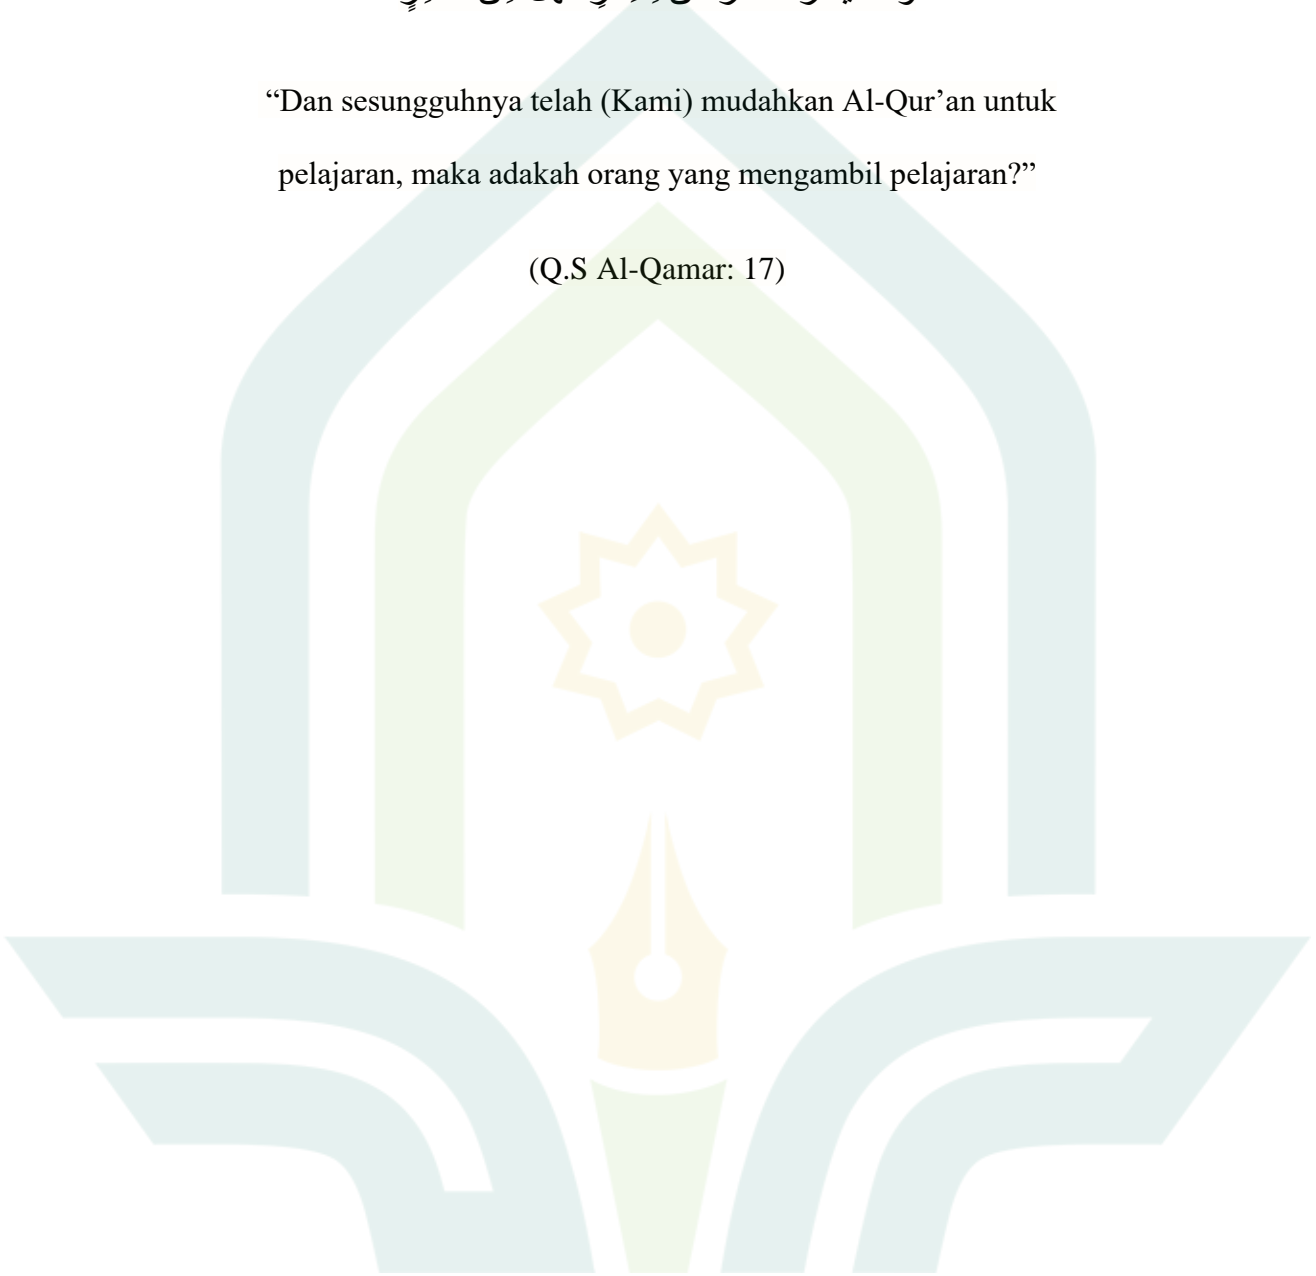 “Dan sesungguhnya telah (Kami) mudahkan Al-Qur’an untuk
pelajaran, maka adakah orang yang mengambil pelajaran?”
(Q.S Al-Qamar: 17)